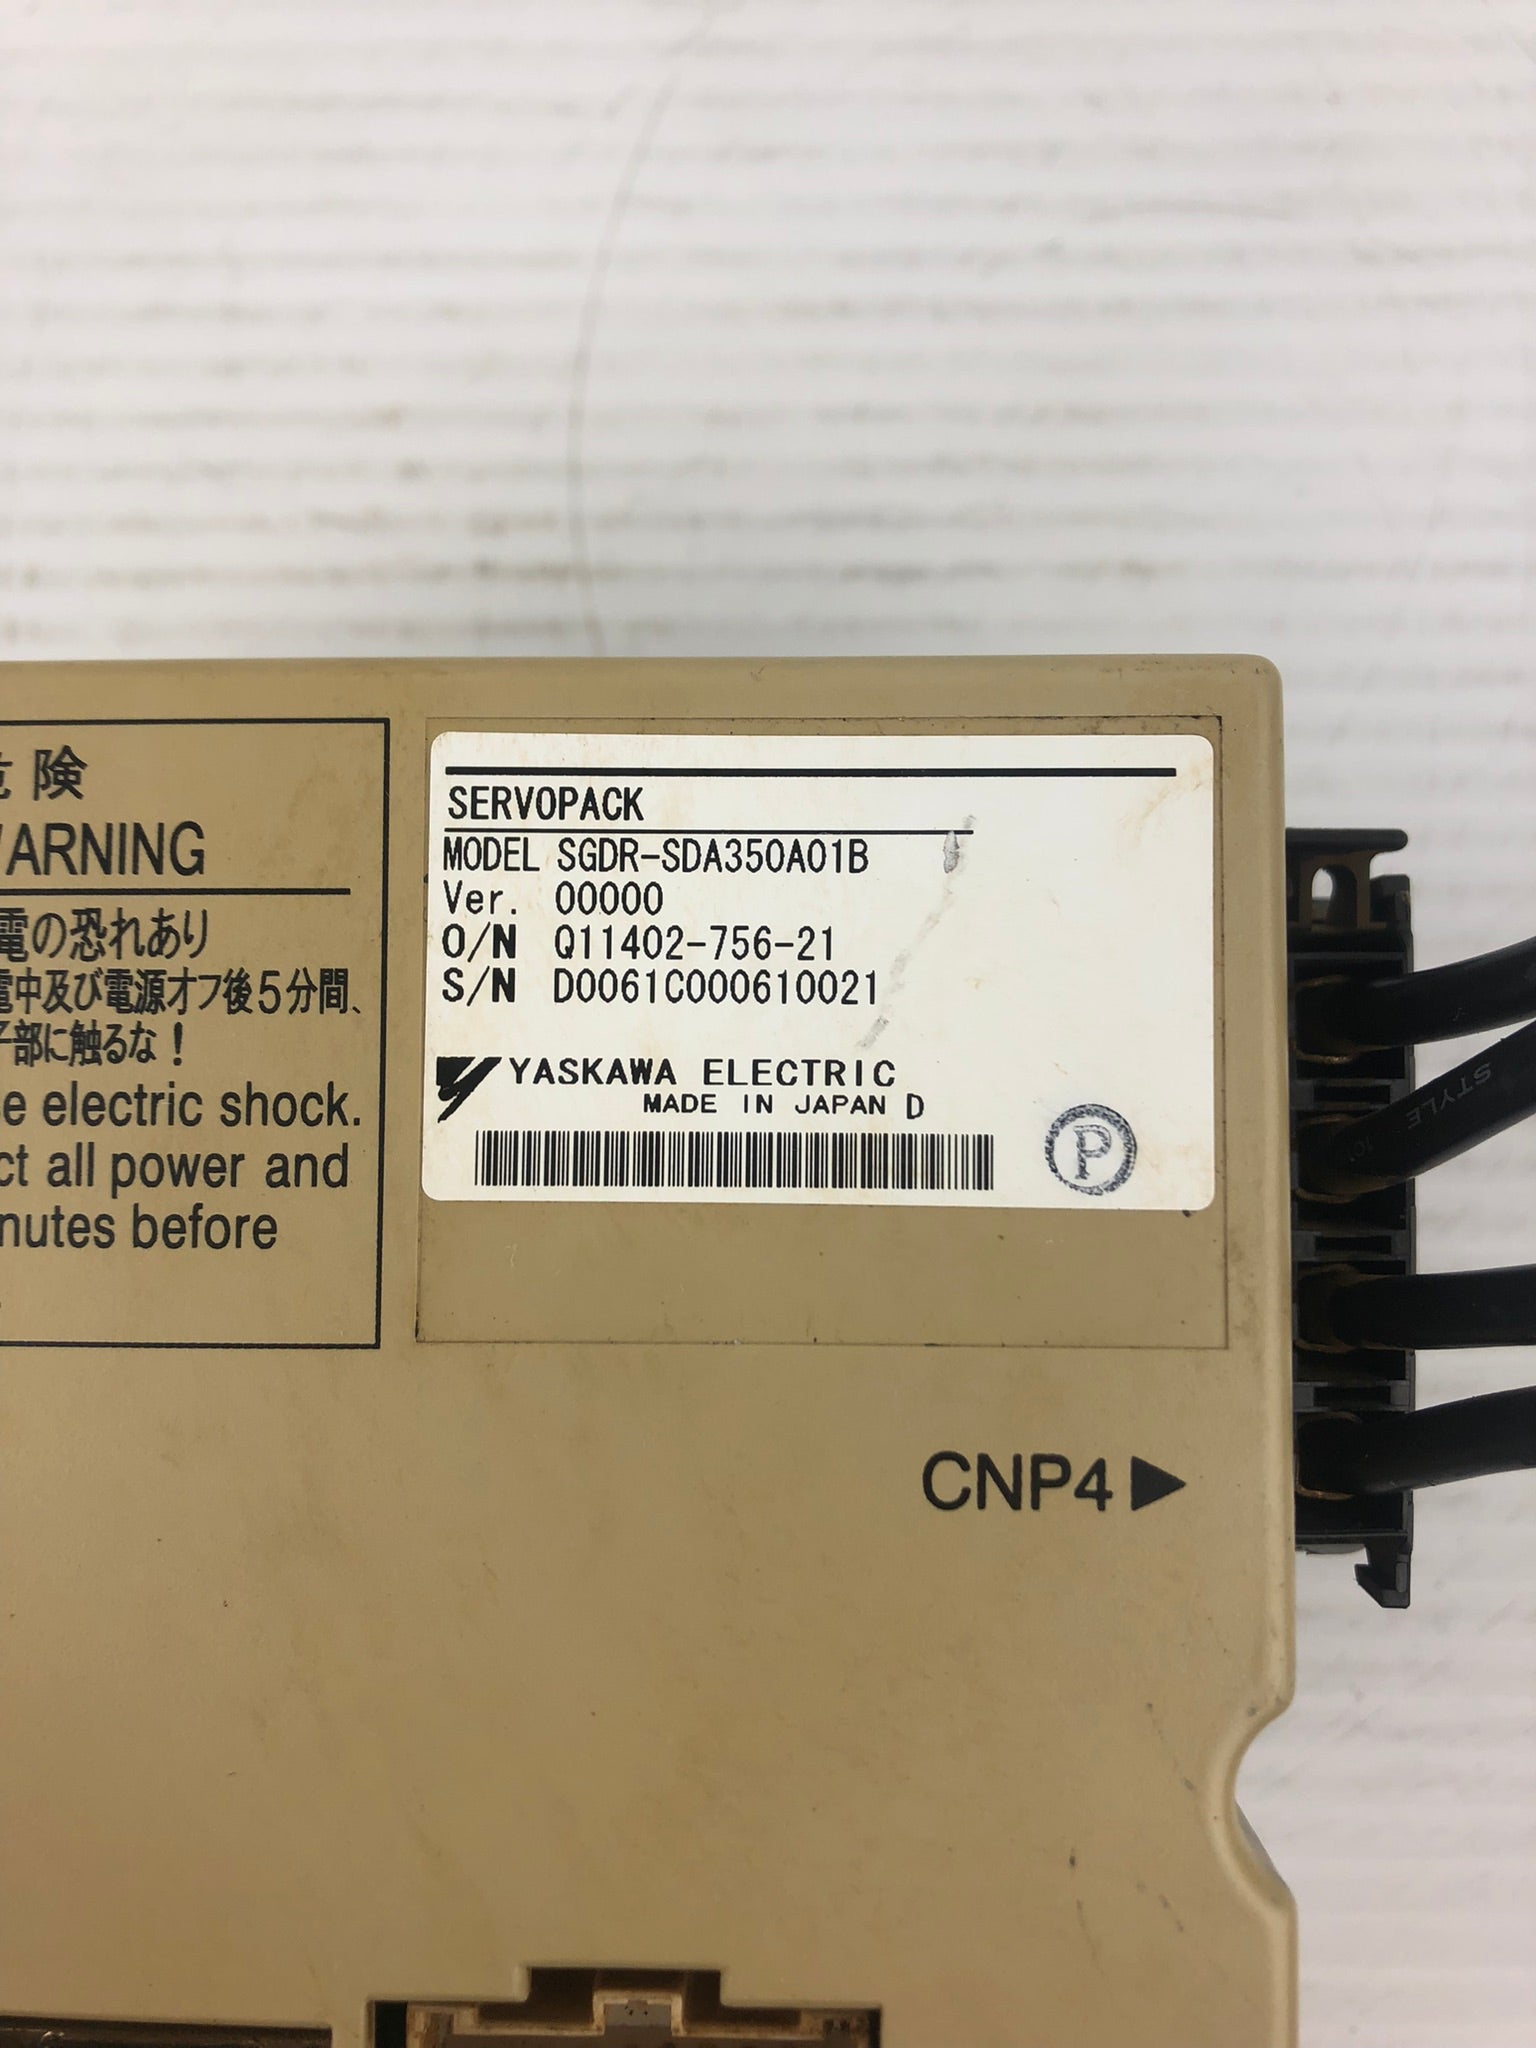 険
WARNING
電の恐れあり
電中及び電源オフ後5分間、
子部に触るな!
se electric shock.
ct all power and
nutes before
SERVOPACK
MODEL SGDR-SDA350A01B
Ver. 00000
O/N Q11402-756-21
S/N D0061C000610021
YASKAWA ELECTRIC
MADE IN JAPAN D
P
CNP4 ▶
STYLE 101